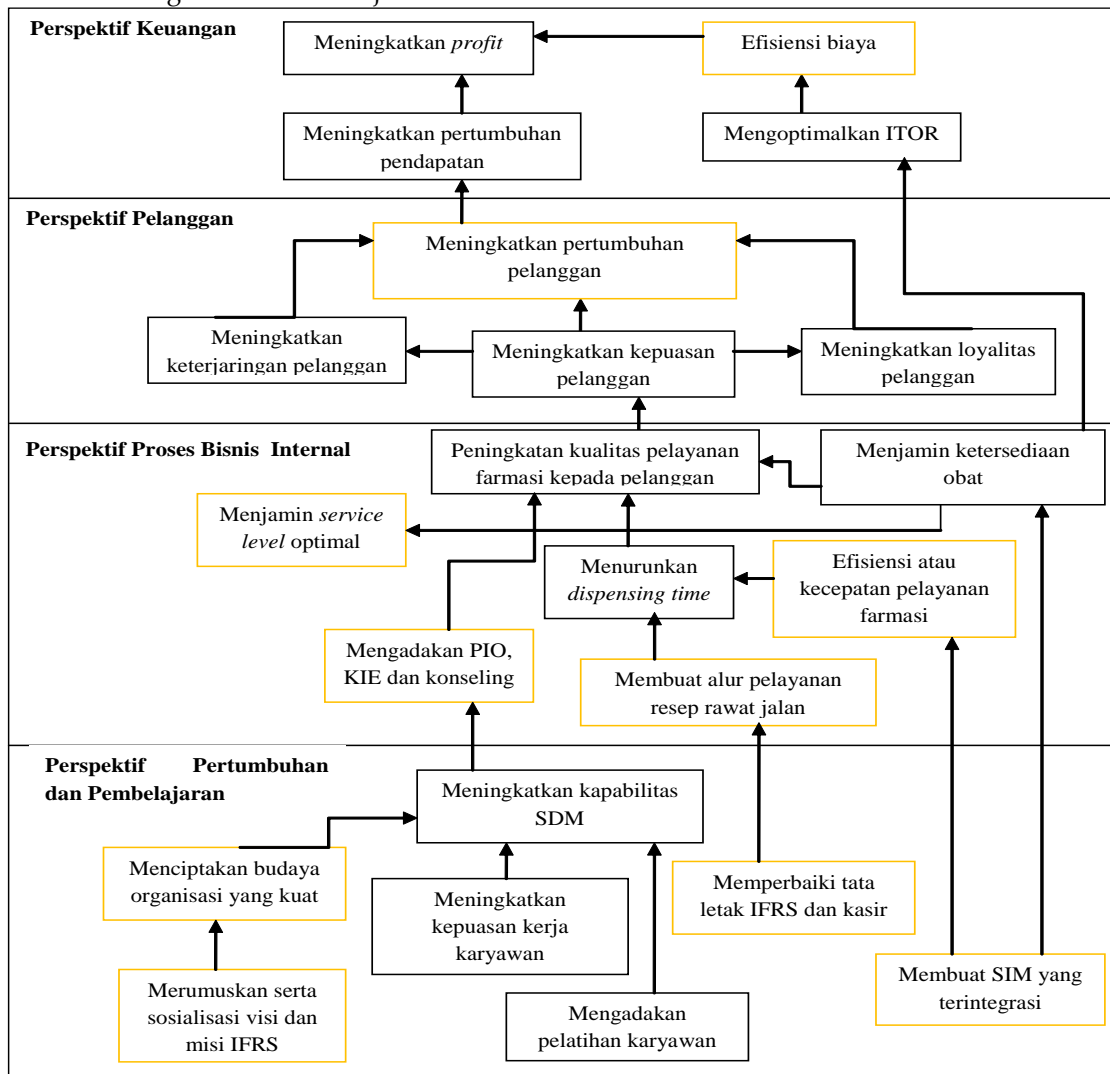 Perspektif Keuangan
Meningkatkan profit
Efisiensi biaya
Meningkatkan pertumbuhan
pendapatan
Mengoptimalkan ITOR
Perspektif Pelanggan
Meningkatkan pertumbuhan
pelanggan
Meningkatkan
keterjaringan pelanggan
Meningkatkan kepuasan
pelanggan
Meningkatkan loyalitas
pelanggan
Perspektif Proses Bisnis Internal
Peningkatan kualitas pelayanan
farmasi kepada pelanggan
Menjamin ketersediaan
obat
Menjamin service
level optimal
Menurunkan
dispensing time
Efisiensi atau
kecepatan pelayanan
farmasi
Mengadakan PIO,
KIE dan konseling
Membuat alur pelayanan
resep rawat jalan
Perspektif Pertumbuhan
dan Pembelajaran
Meningkatkan kapabilitas
SDM
Menciptakan budaya
organisasi yang kuat
Meningkatkan
kepuasan kerja
karyawan
Memperbaiki tata
letak IFRS dan kasir
Merumuskan serta
sosialisasi visi dan
misi IFRS
Mengadakan
pelatihan karyawan
Membuat SIM yang
terintegrasi